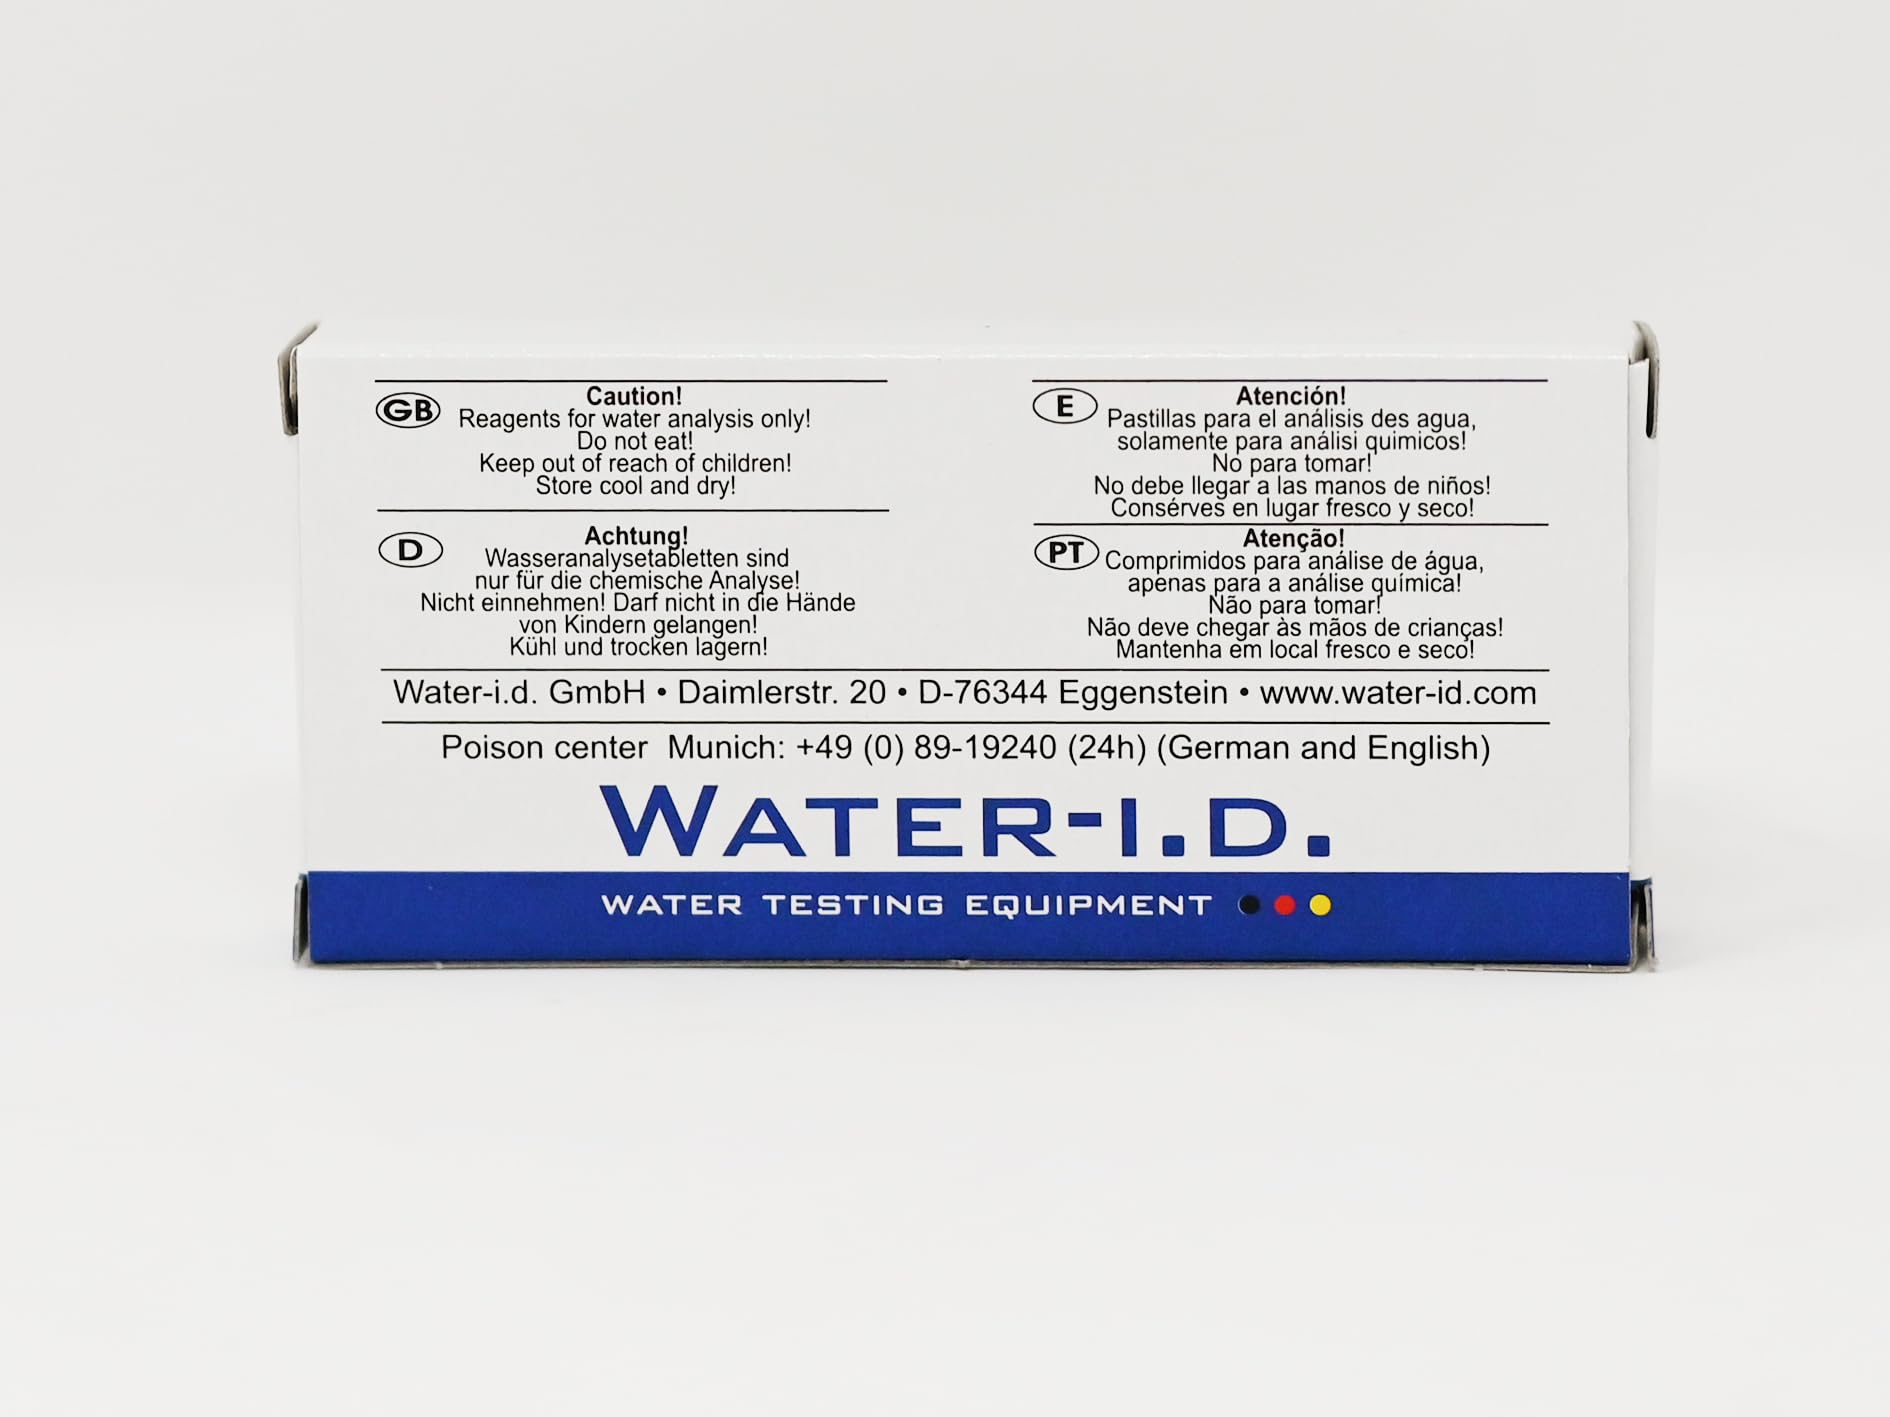 GB
Caution!
Reagents for water analysis only!
Do not eat!
Keep out of reach of children!
Store cool and dry!
D
Achtung!
Wasseranalysetabletten sind
nur für die chemische Analyse!
Nicht einnehmen! Darf nicht in die Hände
von Kindern gelangen!
Kühl und trocken lagern!
E
Atención!
Pastillas para el análisis des agua,
solamente para análisi quimicos!
No para tomar!
No debe llegar a las manos de niños!
Consérves en lugar fresco y seco!
PT
Atenção!
Comprimidos para análise de água,
apenas para a análise química!
Não para tomar!
Não deve chegar às mãos de crianças!
Mantenha em local fresco e seco!
Water-i.d. GmbH • Daimlerstr. 20 • D-76344 Eggenstein • www.water-id.com
Poison center Munich: +49 (0) 89-19240 (24h) (German and English)
WATER-I.D.
WATER TESTING EQUIPMENT